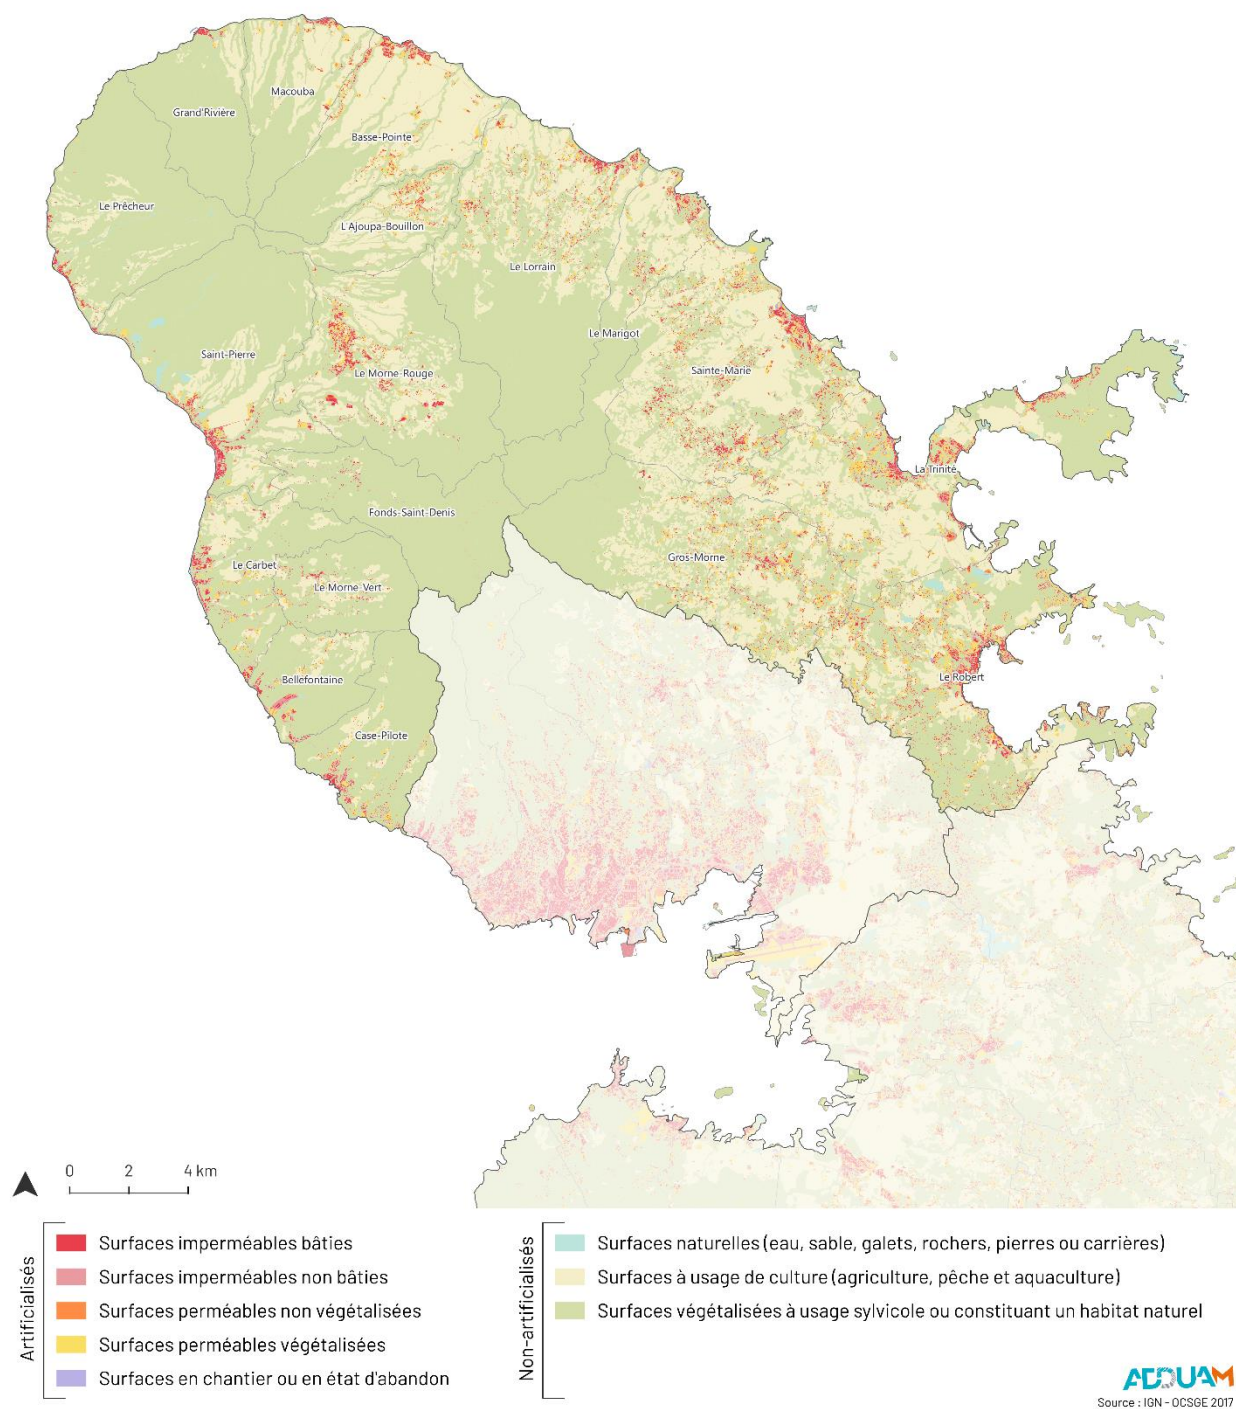 Macouba
Grand'Rivière
Basse-Pointe
Le Prêcheur
L'Ajoupa-Bouillon
Le Lorrain
Le Marigot
Saint-Pierre
Le Morne-Rouge
Sainte-Marie
La Trinité
Fonds-Saint-Denis
Gros-Morne
Le Carbet
Le Morne-Vert
Bellefontaine
Le Robert
Case-Pilote
0 2 4 km
Artificialisés
Surfaces imperméables bâties
Surfaces imperméables non bâties
Surfaces perméables non végétalisées
Surfaces perméables végétalisées
Surfaces en chantier ou en état d'abandon
Non-artificialisés
Surfaces naturelles (eau, sable, galets, rochers, pierres ou carrières)
Surfaces à usage de culture (agriculture, pêche et aquaculture)
Surfaces végétalisées à usage sylvicole ou constituant un habitat naturel
ADDUAM
Source : IGN - OCSGE 2017